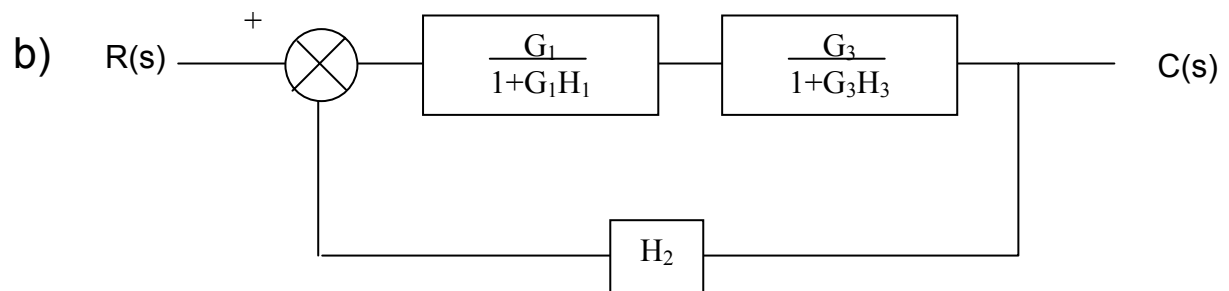 b) R(s) + G₁ / 1+G₁H₁ G₃ / 1+G₃H₃ C(s)
H₂